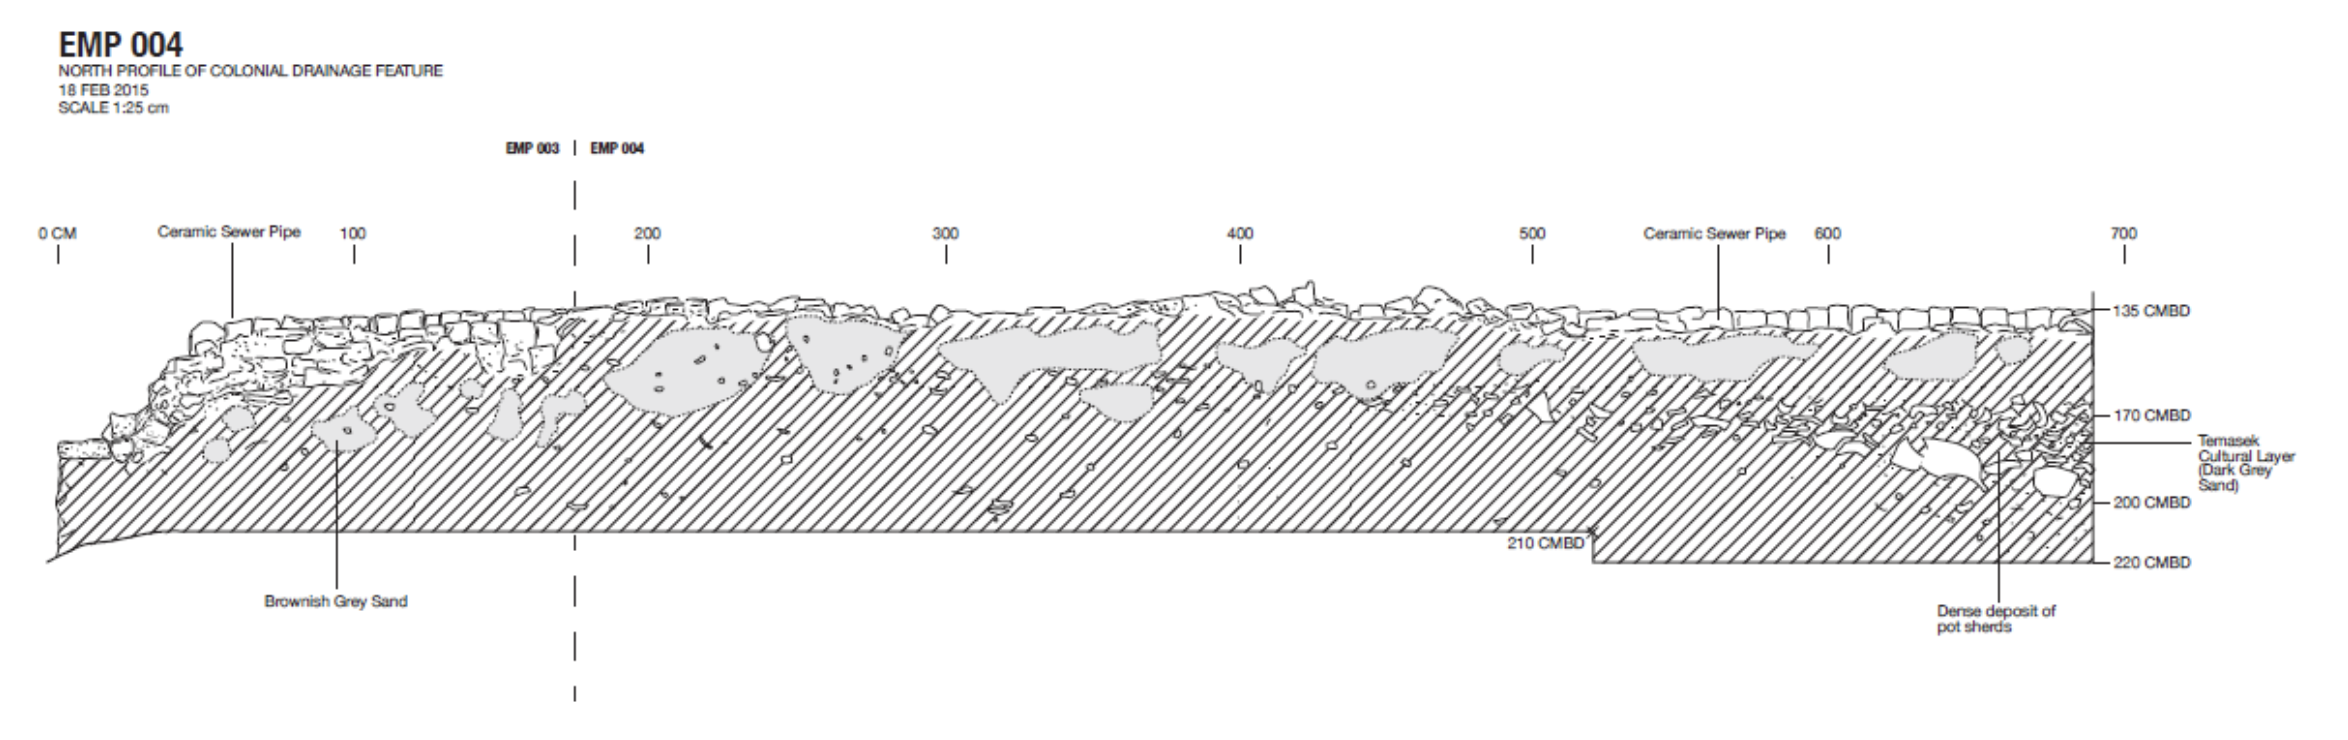 EMP 004
NORTH PROFILE OF COLONIAL DRAINAGE FEATURE
18 FEB 2015
SCALE 1:25 cm
EMP 003
EMP 004
0 CM
Ceramic Sewer Pipe
100
200
300
400
500
Ceramic Sewer Pipe
600
700
135 CMBD
170 CMBD
Temasek
Cultural Layer
(Dark Grey
Sand)
200 CMBD
210 CMBD
220 CMBD
Brownish Grey Sand
Dense deposit of
pot sherds